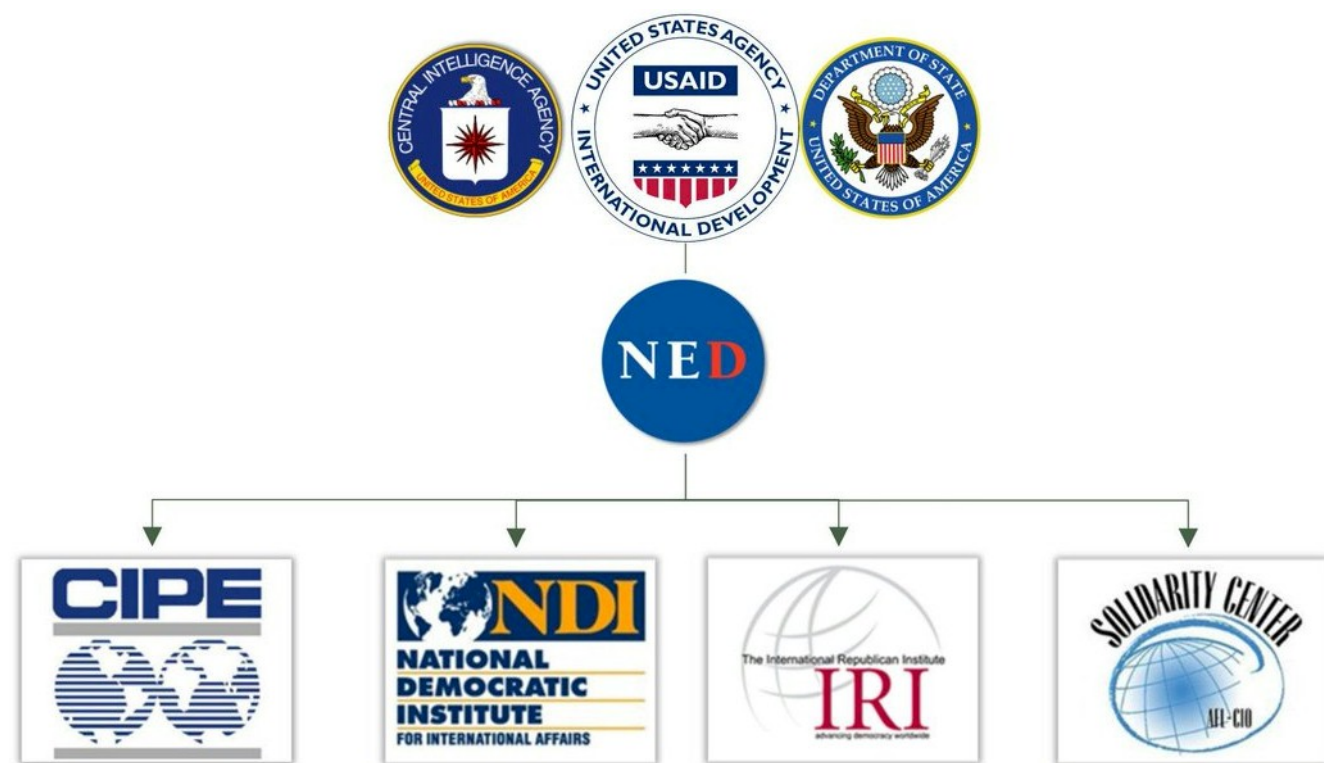 CENTRAL INTELLIGENCE AGENCY
UNITED STATES OF AMERICA
UNITED STATES AGENCY
USAID
INTERNATIONAL DEVELOPMENT
DEPARTMENT OF STATE
UNITED STATES OF AMERICA
NED
CIPE
NDI
NATIONAL
DEMOCRATIC
INSTITUTE
FOR INTERNATIONAL AFFAIRS
The International Republican Institute
IRI
advancing democracy worldwide
SOLIDARITY CENTER
AFL-CIO